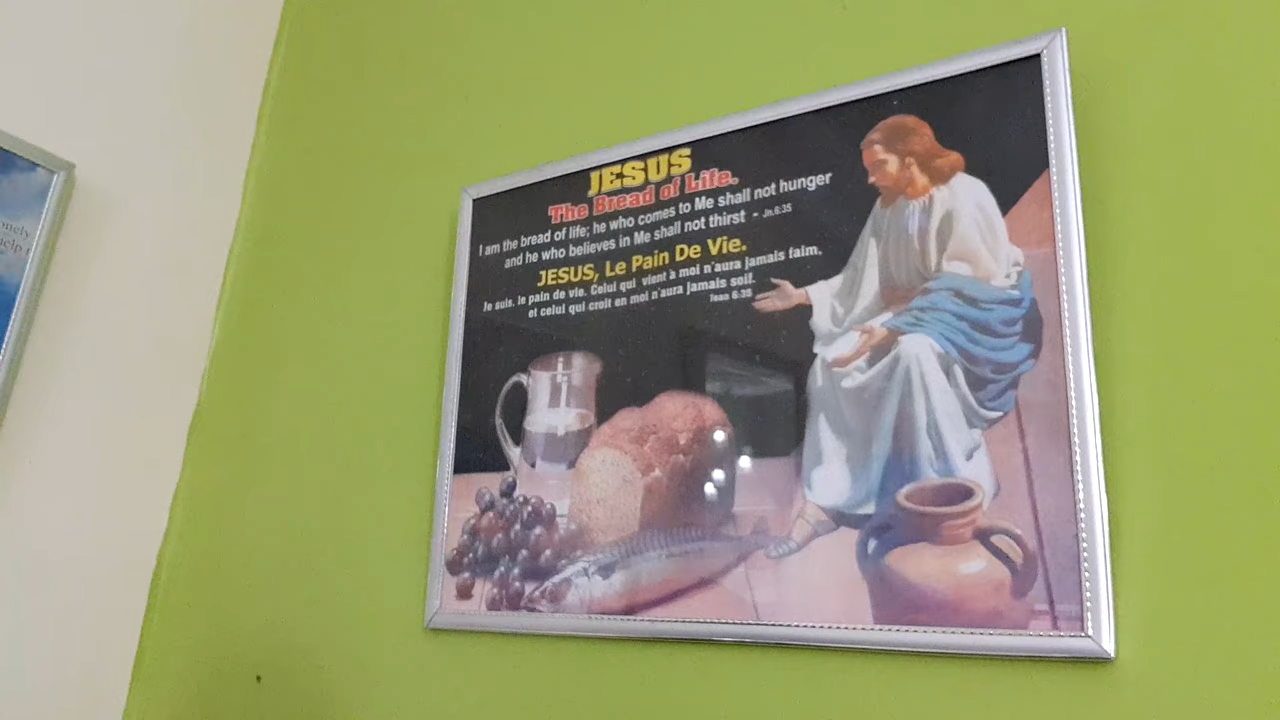 JESUS
The Bread of Life.
I am the bread of life; he who comes to Me shall not hunger
and he who believes in Me shall not thirst - Jn.6:35
JESUS, Le Pain De Vie.
Je suis, le pain de vie. Celui qui vient à moi n'aura jamais faim,
et celui qui croit en moi n'aura jamais soif.
Jean 6:35